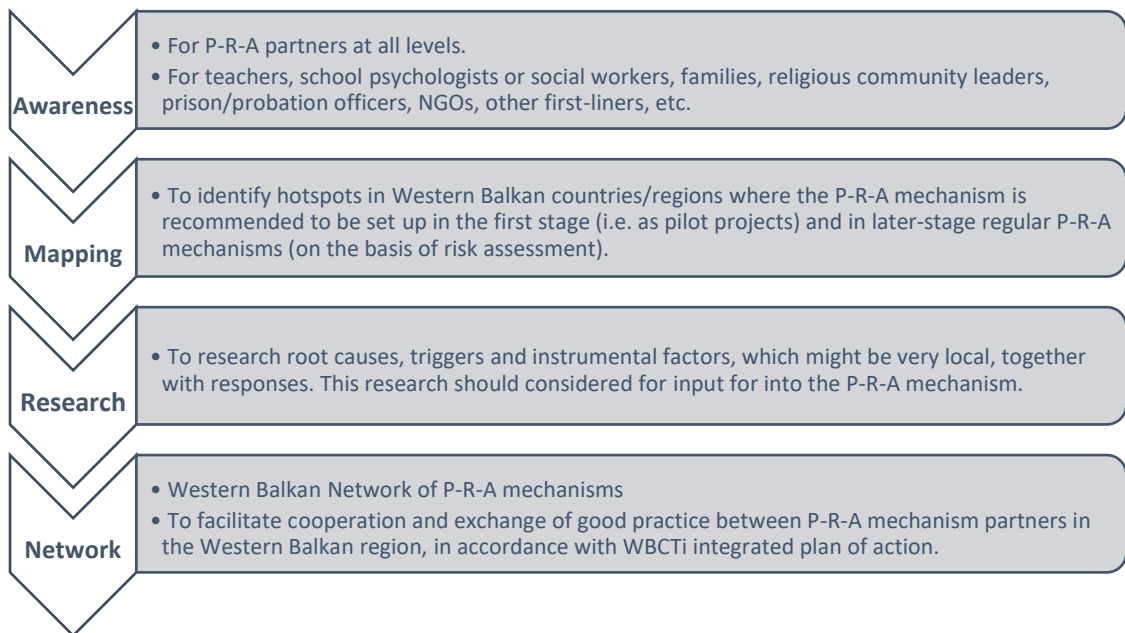 Awareness
• For P-R-A partners at all levels.
• For teachers, school psychologists or social workers, families, religious community leaders,
prison/probation officers, NGOs, other first-liners, etc.
Mapping
• To identify hotspots in Western Balkan countries/regions where the P-R-A mechanism is
recommended to be set up in the first stage (i.e. as pilot projects) and in later-stage regular P-R-A
mechanisms (on the basis of risk assessment).
Research
• To research root causes, triggers and instrumental factors, which might be very local, together
with responses. This research should considered for input for into the P-R-A mechanism.
Network
• Western Balkan Network of P-R-A mechanisms
• To facilitate cooperation and exchange of good practice between P-R-A mechanism partners in
the Western Balkan region, in accordance with WBCTi integrated plan of action.